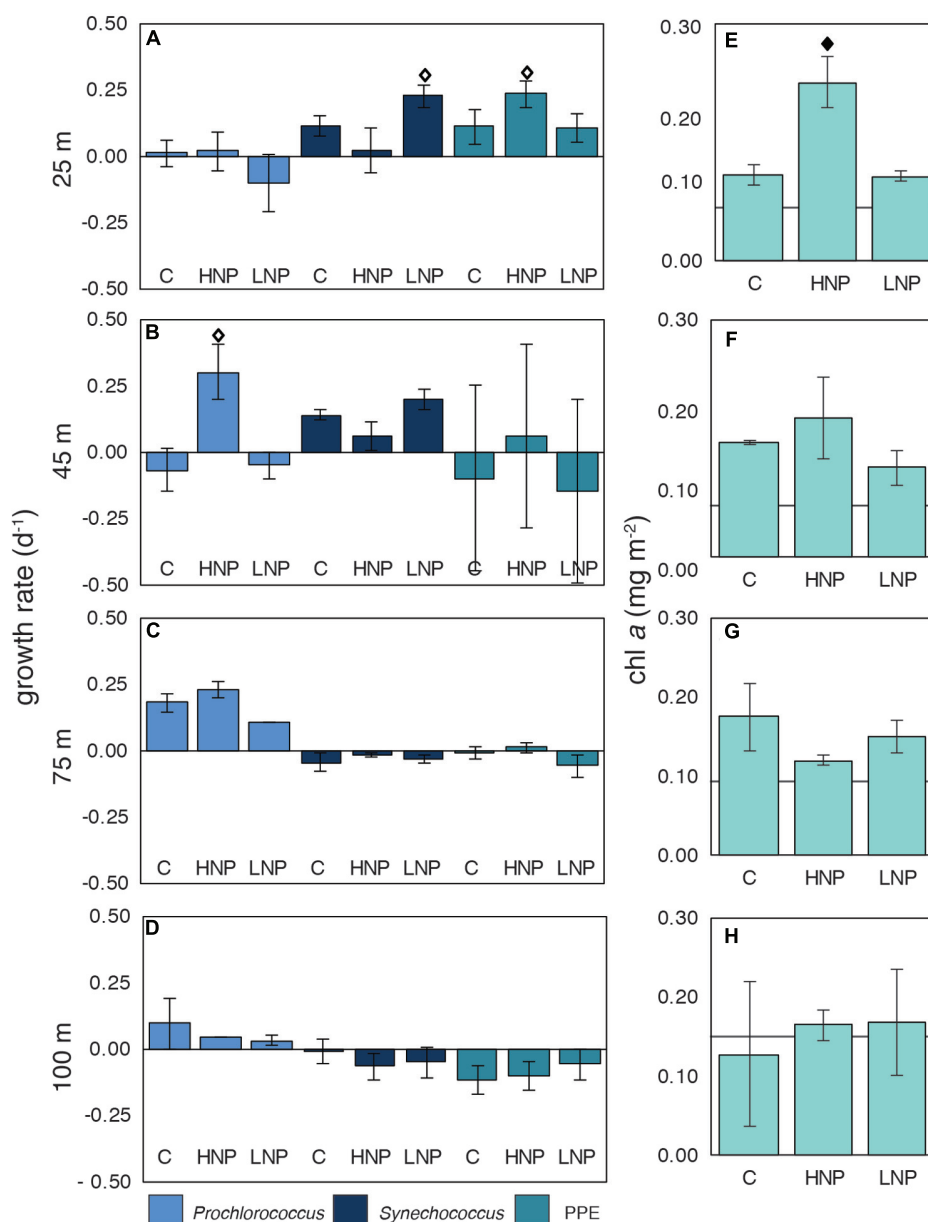 A
0.50
0.25
0.00
-0.25
-0.50
25 m
C HNP LNP C HNP LNP C HNP LNP
E
0.30
0.20
0.10
0.00
C HNP LNP
B
0.50
0.25
0.00
-0.25
-0.50
45 m
C HNP LNP C HNP LNP C HNP LNP
F
0.30
0.20
0.10
0.00
C HNP LNP
growth rate (d-1)
chl a (mg m-2)
C
0.50
0.25
0.00
-0.25
-0.50
75 m
C HNP LNP C HNP LNP C HNP LNP
G
0.30
0.20
0.10
0.00
C HNP LNP
D
0.50
0.25
0.00
-0.25
- 0.50
100 m
C HNP LNP C HNP LNP C HNP LNP
H
0.30
0.20
0.10
0.00
C HNP LNP
Prochlorococcus Synechococcus PPE